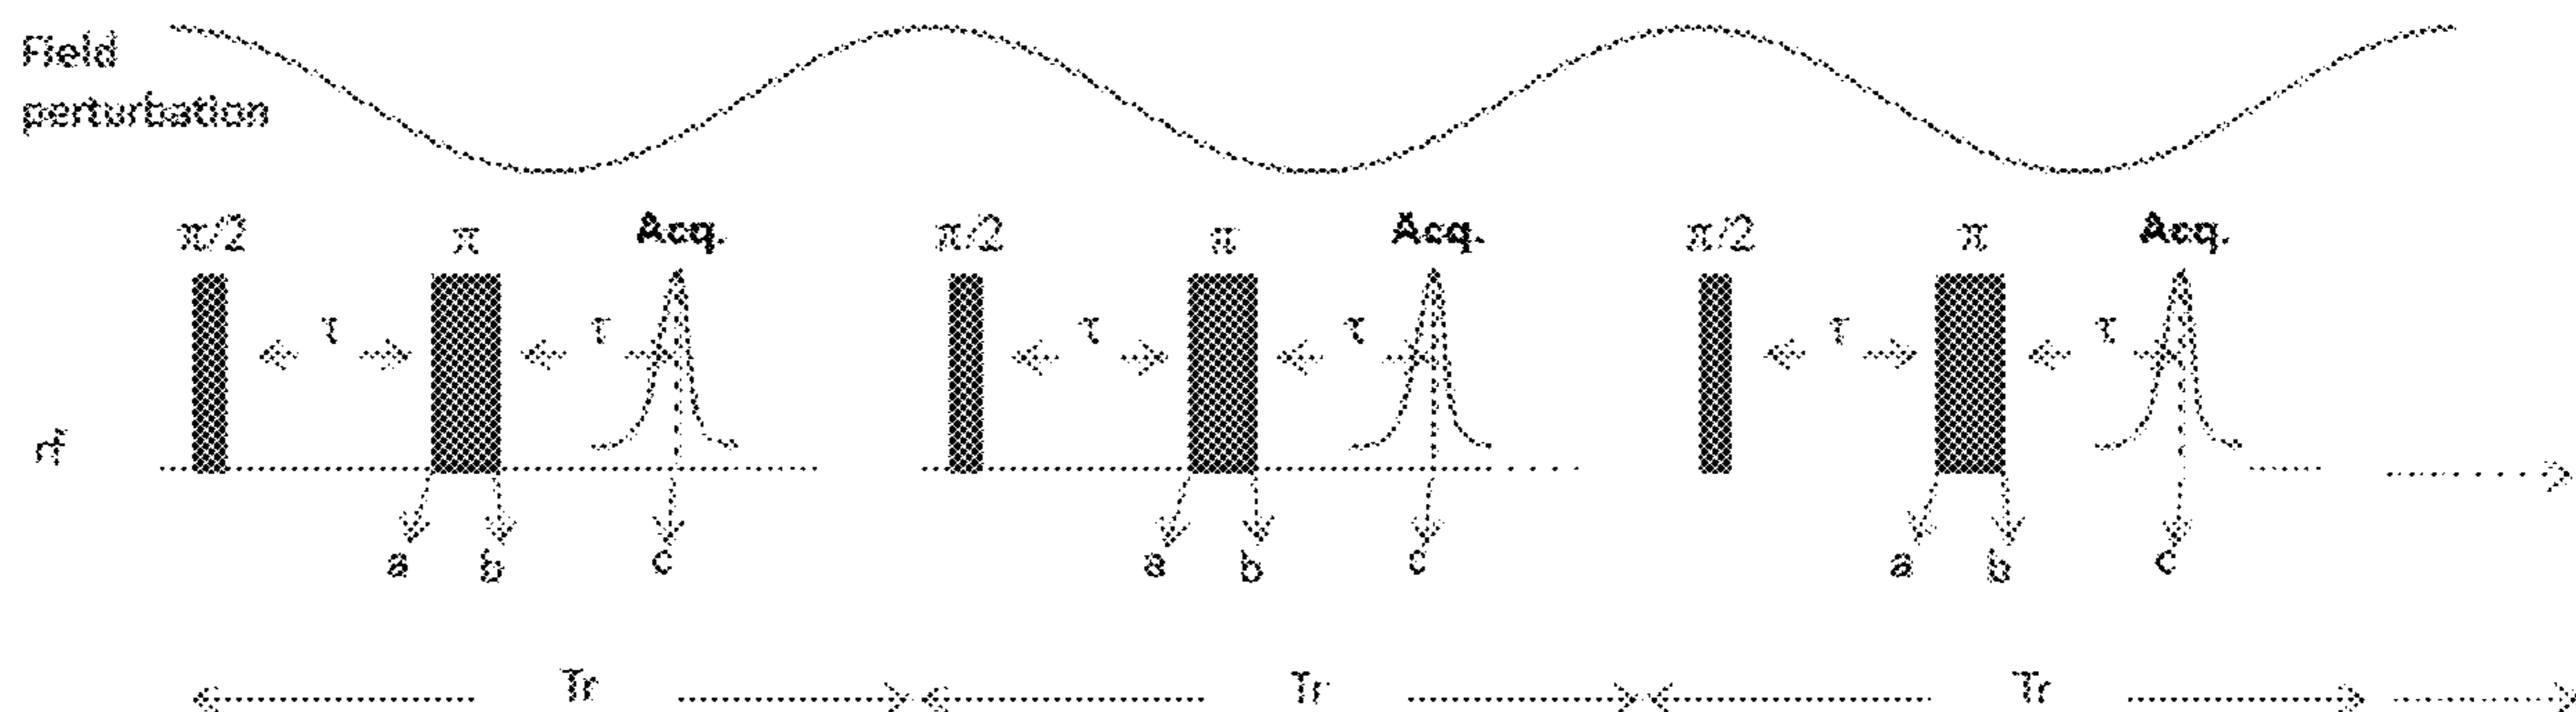 Field
perturbation
π/2 π Acq. π/2 π Acq. π/2 π Acq.
τ τ τ τ τ τ
rf
a b c a b c a b c
Tr Tr Tr